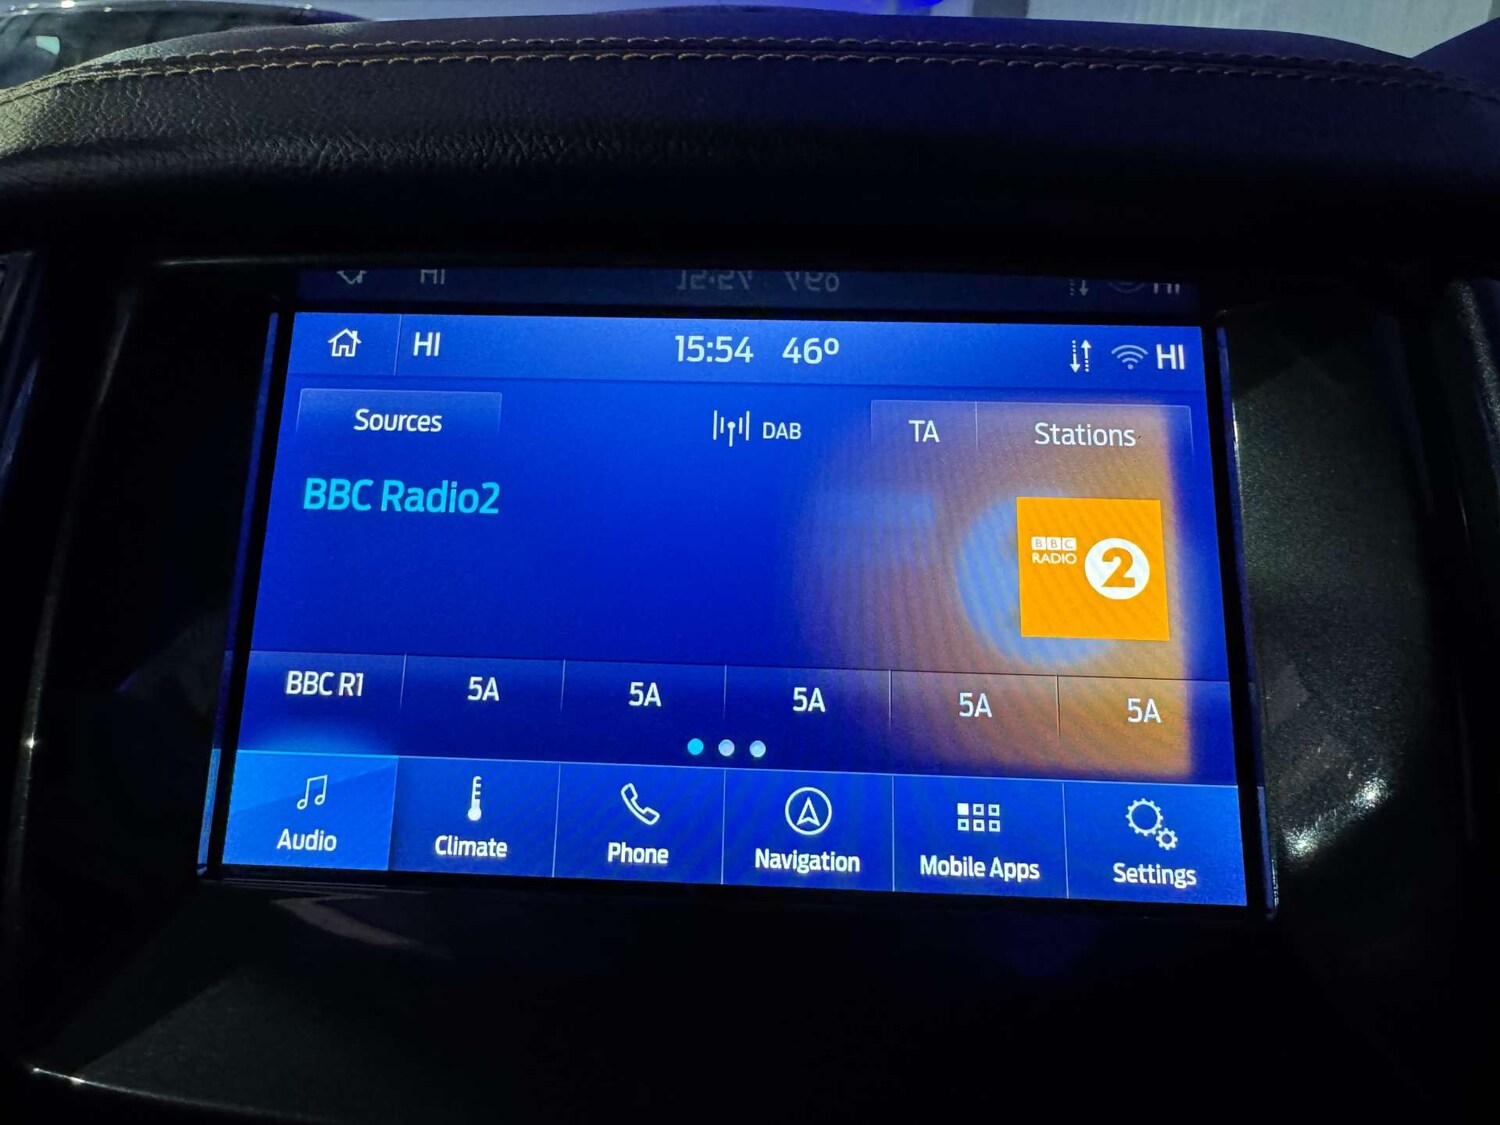 HI 15:54 46° HI
Sources DAB TA Stations
BBC Radio2
BBC
RADIO 2
BBC R1 5A 5A 5A 5A 5A
Audio Climate Phone Navigation Mobile Apps Settings